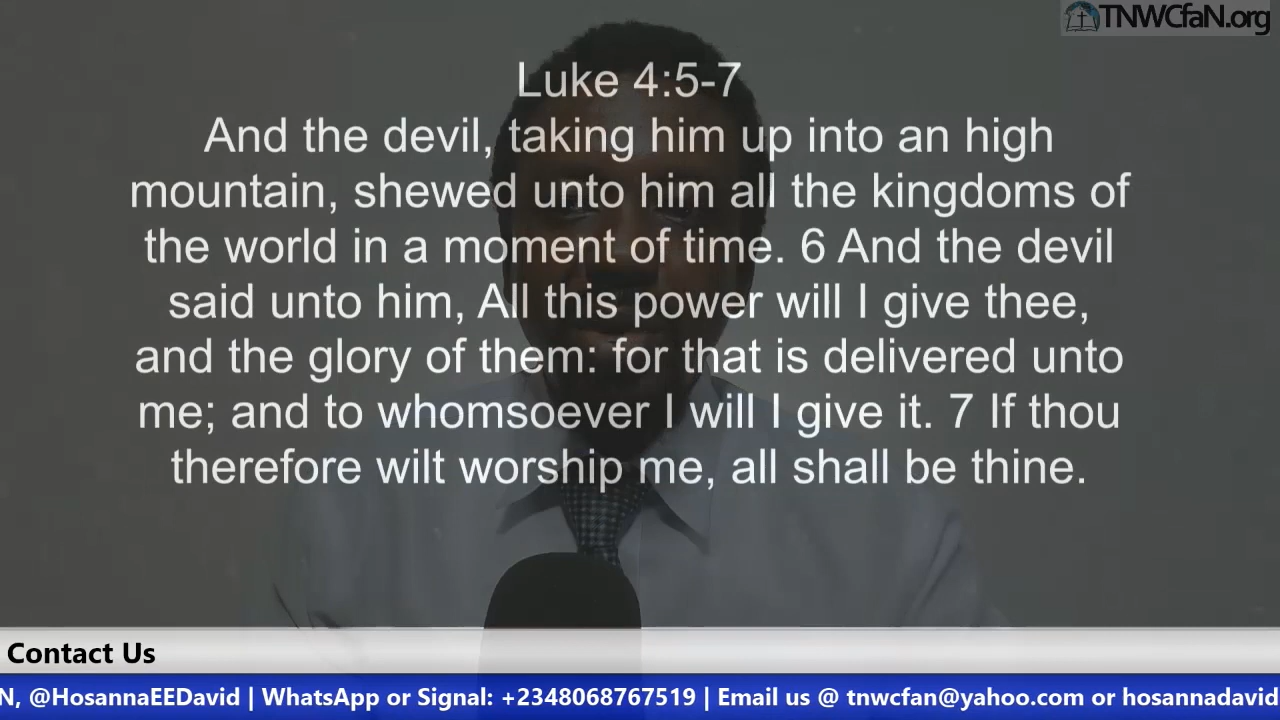 TNWCfaN.org
Luke 4:5-7
And the devil, taking him up into an high
mountain, shewed unto him all the kingdoms of
the world in a moment of time. 6 And the devil
said unto him, All this power will I give thee,
and the glory of them: for that is delivered unto
me; and to whomsoever I will I give it. 7 If thou
therefore wilt worship me, all shall be thine.
Contact Us
N, @HosannaEEDavid | WhatsApp or Signal: +2348068767519 | Email us @ tnwcfan@yahoo.com or hosannadavid